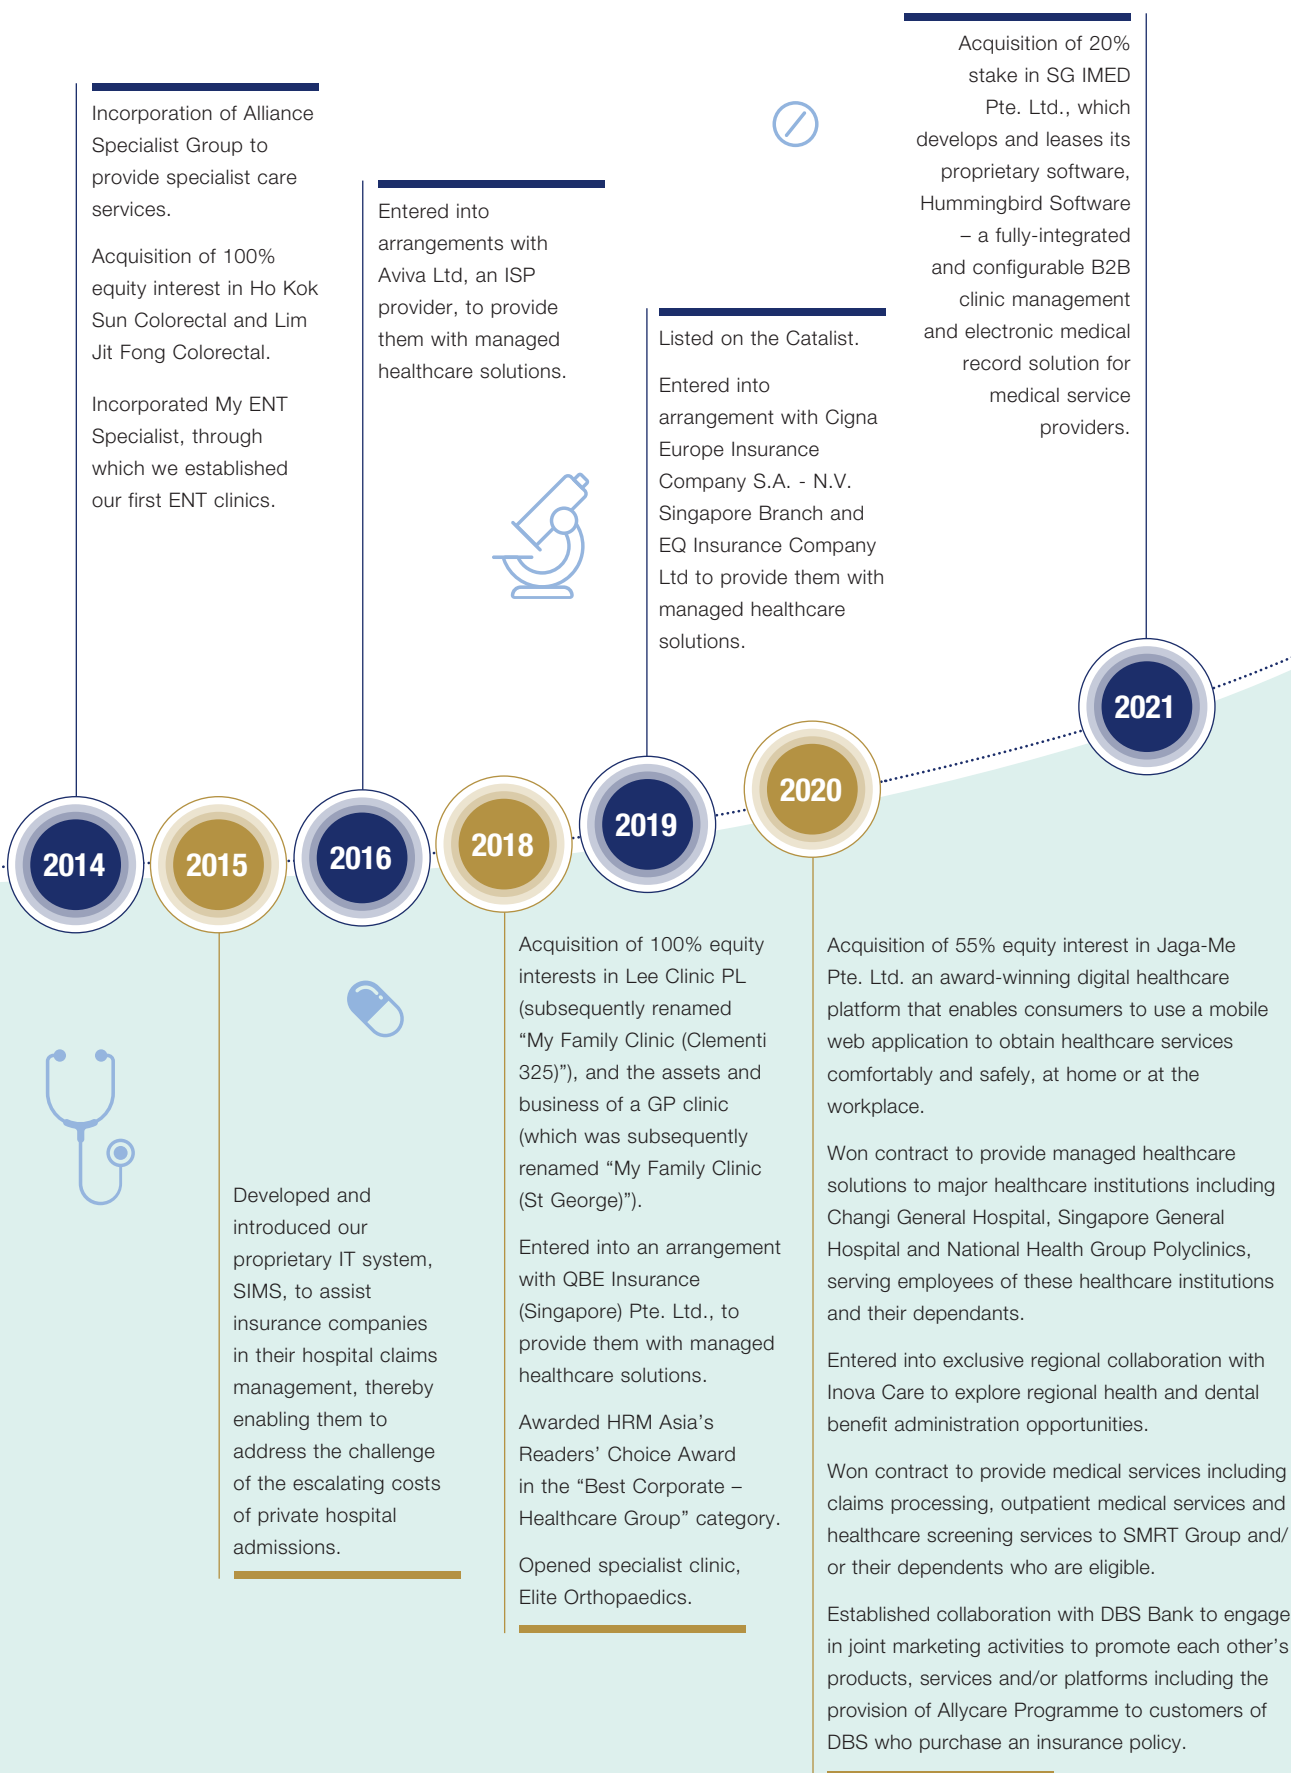 Incorporation of Alliance
Specialist Group to
provide specialist care
services.
Acquisition of 100%
equity interest in Ho Kok
Sun Colorectal and Lim
Jit Fong Colorectal.
Incorporated My ENT
Specialist, through
which we established
our first ENT clinics.
2014
2015
Developed and
introduced our
proprietary IT system,
SIMS, to assist
insurance companies
in their hospital claims
management, thereby
enabling them to
address the challenge
of the escalating costs
of private hospital
admissions.
Entered into
arrangements with
Aviva Ltd, an ISP
provider, to provide
them with managed
healthcare solutions.
2016
2018
Acquisition of 100% equity
interests in Lee Clinic PL
(subsequently renamed
“My Family Clinic (Clementi
325)”), and the assets and
business of a GP clinic
(which was subsequently
renamed “My Family Clinic
(St George)”).
Entered into an arrangement
with QBE Insurance
(Singapore) Pte. Ltd., to
provide them with managed
healthcare solutions.
Awarded HRM Asia’s
Readers’ Choice Award
in the “Best Corporate –
Healthcare Group” category.
Opened specialist clinic,
Elite Orthopaedics.
Listed on the Catalist.
Entered into
arrangement with Cigna
Europe Insurance
Company S.A. - N.V.
Singapore Branch and
EQ Insurance Company
Ltd to provide them with
managed healthcare
solutions.
2019
2020
Acquisition of 55% equity interest in Jaga-Me
Pte. Ltd. an award-winning digital healthcare
platform that enables consumers to use a mobile
web application to obtain healthcare services
comfortably and safely, at home or at the
workplace.
Won contract to provide managed healthcare
solutions to major healthcare institutions including
Changi General Hospital, Singapore General
Hospital and National Health Group Polyclinics,
serving employees of these healthcare institutions
and their dependants.
Entered into exclusive regional collaboration with
Inova Care to explore regional health and dental
benefit administration opportunities.
Won contract to provide medical services including
claims processing, outpatient medical services and
healthcare screening services to SMRT Group and/
or their dependents who are eligible.
Established collaboration with DBS Bank to engage
in joint marketing activities to promote each other’s
products, services and/or platforms including the
provision of Allycare Programme to customers of
DBS who purchase an insurance policy.
Acquisition of 20%
stake in SG IMED
Pte. Ltd., which
develops and leases its
proprietary software,
Hummingbird Software
– a fully-integrated
and configurable B2B
clinic management
and electronic medical
record solution for
medical service
providers.
2021